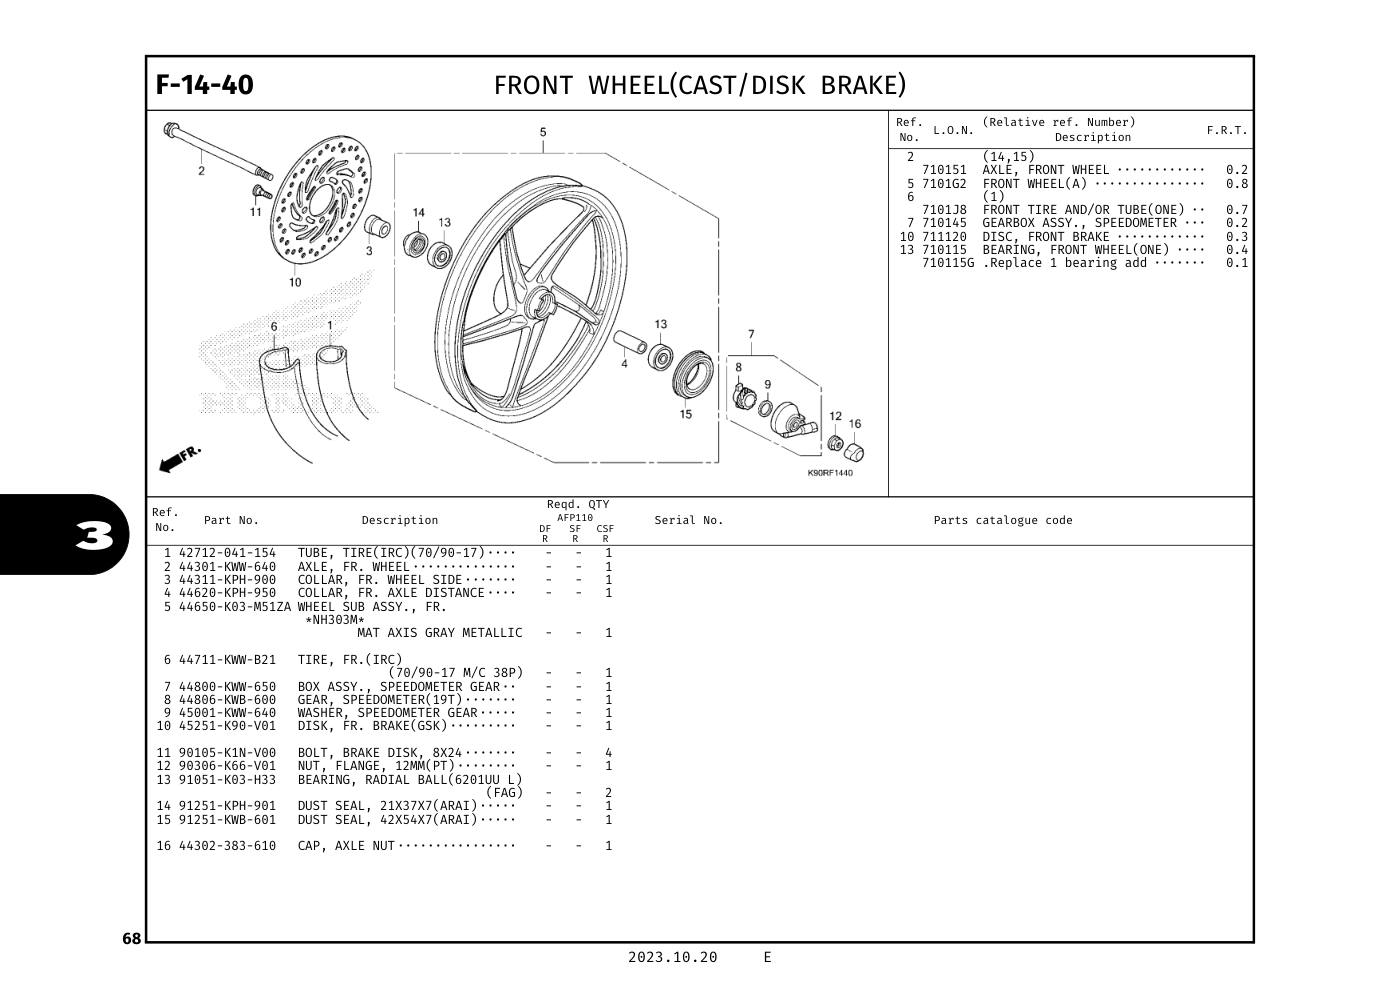 F-14-40
FRONT WHEEL(CAST/DISK BRAKE)
5
2
11
10
3
14
13
6
1
4
13
15
7
8
9
12
16
FR.
HONDA
K90RF1440
Ref. No. L.O.N. (Relative ref. Number) Description F.R.T.
2 (14,15)
710151 AXLE, FRONT WHEEL ············ 0.2
5 7101G2 FRONT WHEEL(A) ··············· 0.8
6 (1)
7101J8 FRONT TIRE AND/OR TUBE(ONE) ·· 0.7
7 710145 GEARBOX ASSY., SPEEDOMETER ··· 0.2
10 711120 DISC, FRONT BRAKE ············ 0.3
13 710115 BEARING, FRONT WHEEL(ONE) ···· 0.4
710115G .Replace 1 bearing add ······· 0.1
3
Ref. No. Part No. Description Reqd. QTY Serial No. Parts catalogue code
AFP110
DF SF CSF
R R R
1 42712-041-154 TUBE, TIRE(IRC)(70/90-17)···· - - 1
2 44301-KWW-640 AXLE, FR. WHEEL·············· - - 1
3 44311-KPH-900 COLLAR, FR. WHEEL SIDE······· - - 1
4 44620-KPH-950 COLLAR, FR. AXLE DISTANCE···· - - 1
5 44650-K03-M51ZA WHEEL SUB ASSY., FR.
*NH303M*
MAT AXIS GRAY METALLIC - - 1
6 44711-KWW-B21 TIRE, FR.(IRC)
(70/90-17 M/C 38P) - - 1
7 44800-KWW-650 BOX ASSY., SPEEDOMETER GEAR·· - - 1
8 44806-KWB-600 GEAR, SPEEDOMETER(19T)······· - - 1
9 45001-KWW-640 WASHER, SPEEDOMETER GEAR····· - - 1
10 45251-K90-V01 DISK, FR. BRAKE(GSK)········· - - 1
11 90105-K1N-V00 BOLT, BRAKE DISK, 8X24······· - - 4
12 90306-K66-V01 NUT, FLANGE, 12MM(PT)········ - - 1
13 91051-K03-H33 BEARING, RADIAL BALL(6201UU L)
(FAG) - - 2
14 91251-KPH-901 DUST SEAL, 21X37X7(ARAI)····· - - 1
15 91251-KWB-601 DUST SEAL, 42X54X7(ARAI)····· - - 1
16 44302-383-610 CAP, AXLE NUT················ - - 1
68
2023.10.20 E